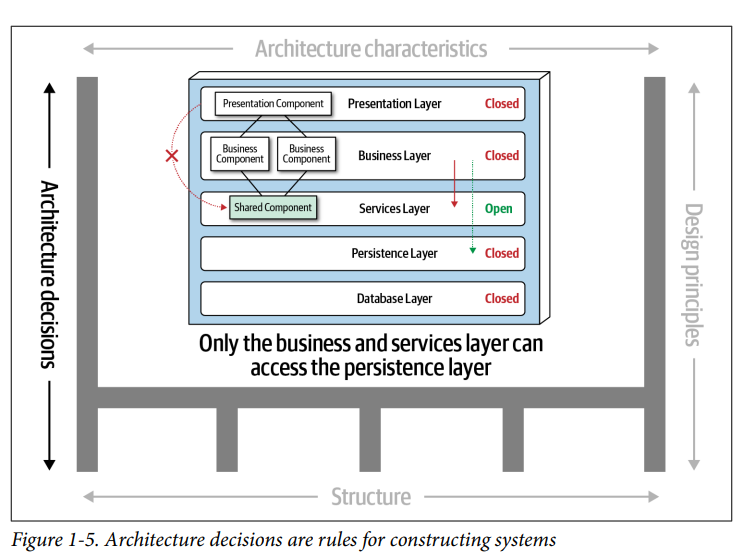 Architecture characteristics
Architecture decisions
Presentation Component
Presentation Layer
Closed
Business
Component
Business
Component
Business Layer
Closed
Shared Component
Services Layer
Open
Persistence Layer
Closed
Database Layer
Closed
Only the business and services layer can
access the persistence layer
Design principles
Structure
Figure 1-5. Architecture decisions are rules for constructing systems